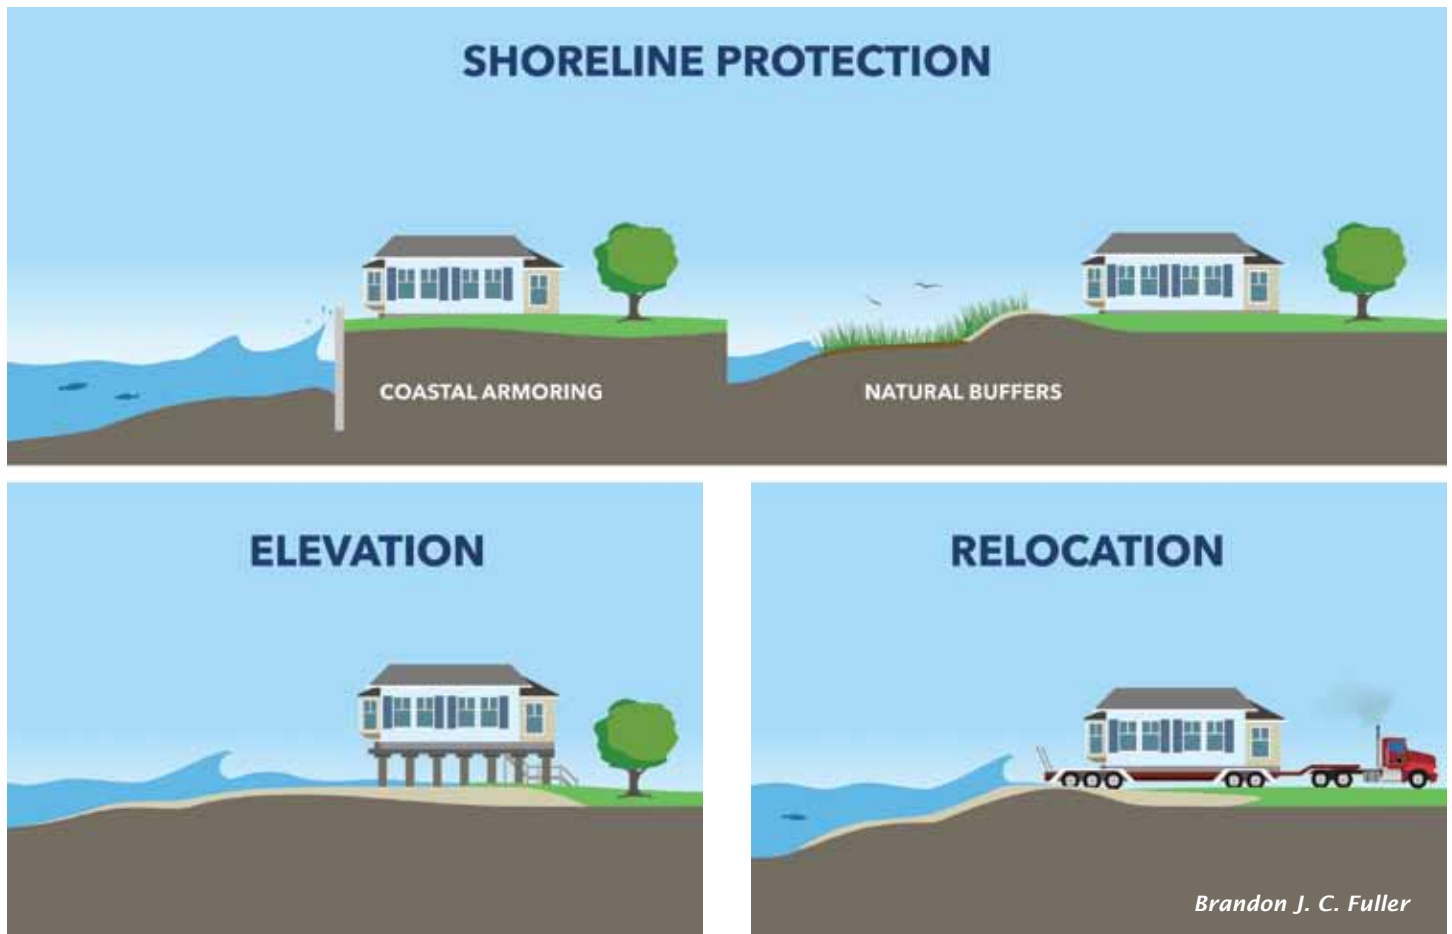 SHORELINE PROTECTION
COASTAL ARMORING
NATURAL BUFFERS
ELEVATION
RELOCATION
Brandon J. C. Fuller